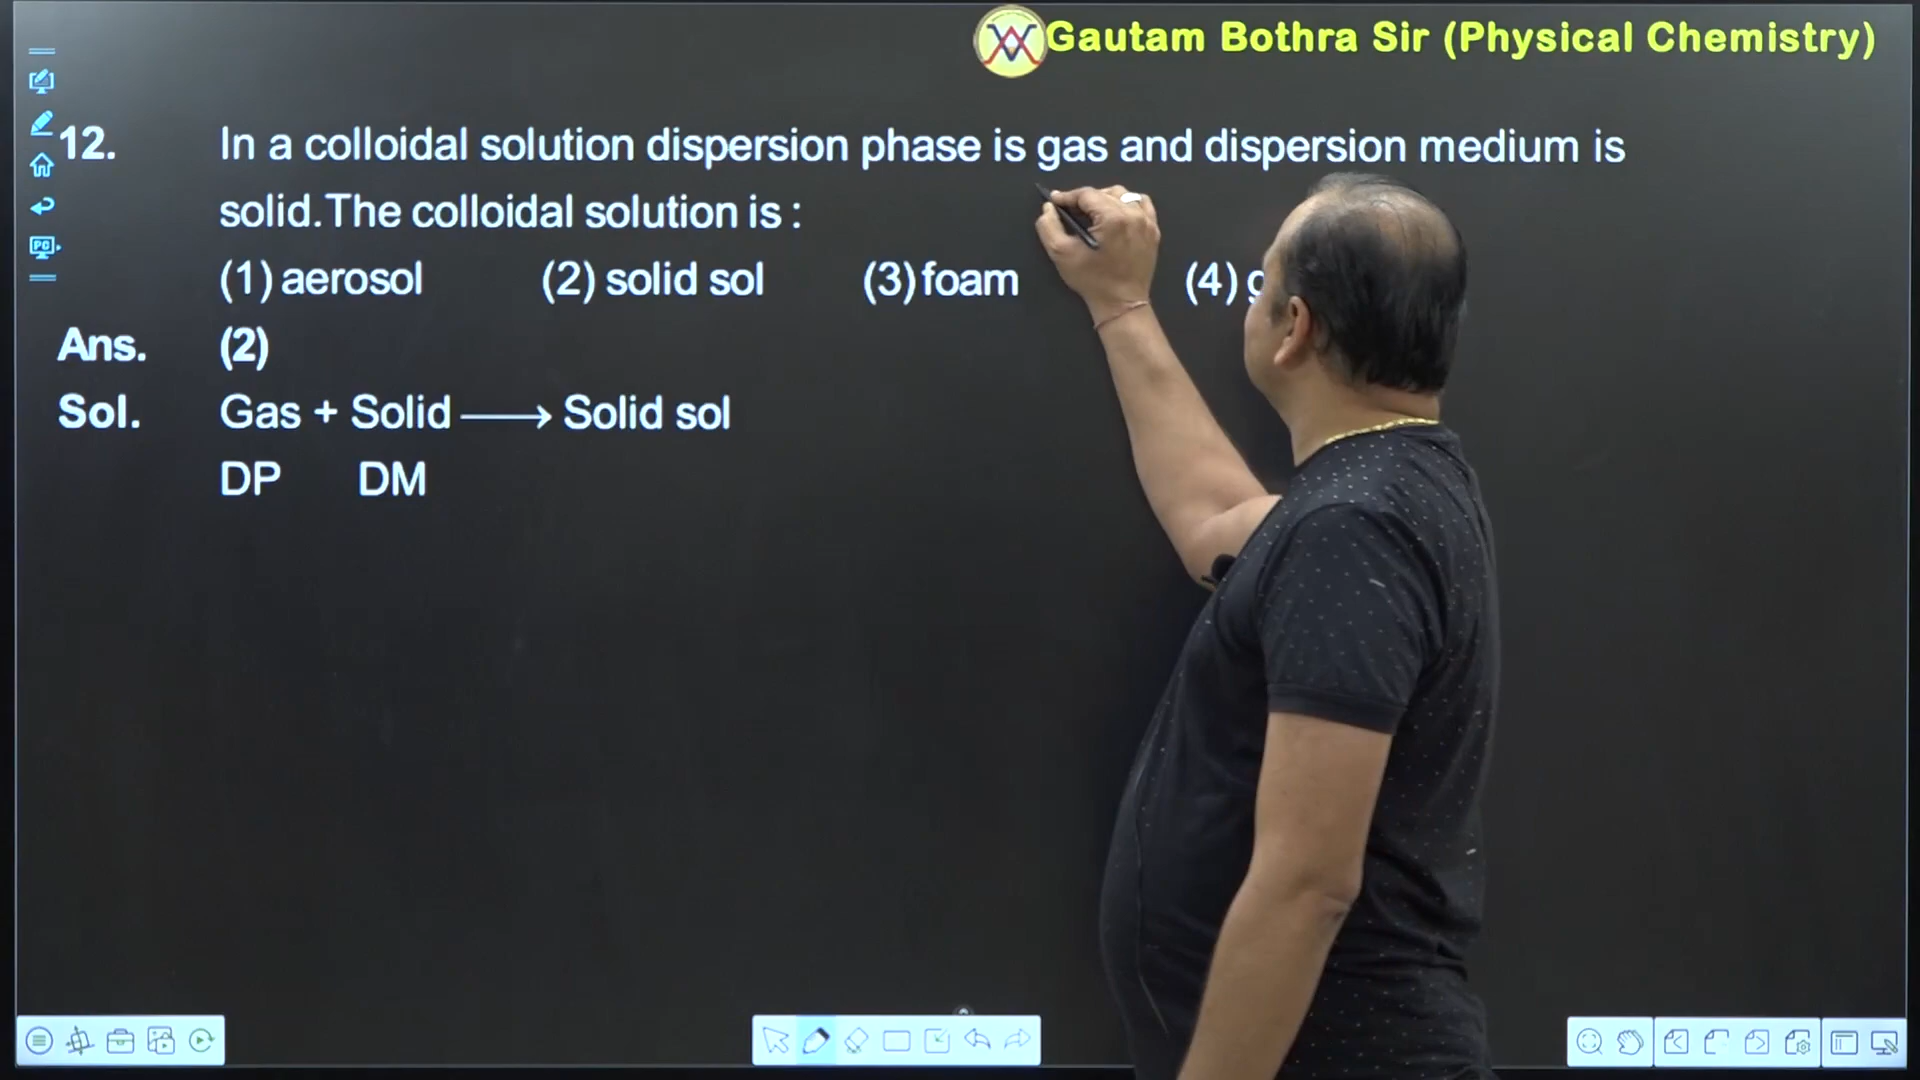 Gautam Bothra Sir (Physical Chemistry)
12. In a colloidal solution dispersion phase is gas and dispersion medium is
solid.The colloidal solution is :
(1) aerosol (2) solid sol (3) foam (4)
Ans. (2)
Sol. Gas + Solid ⟶ Solid sol
DP DM